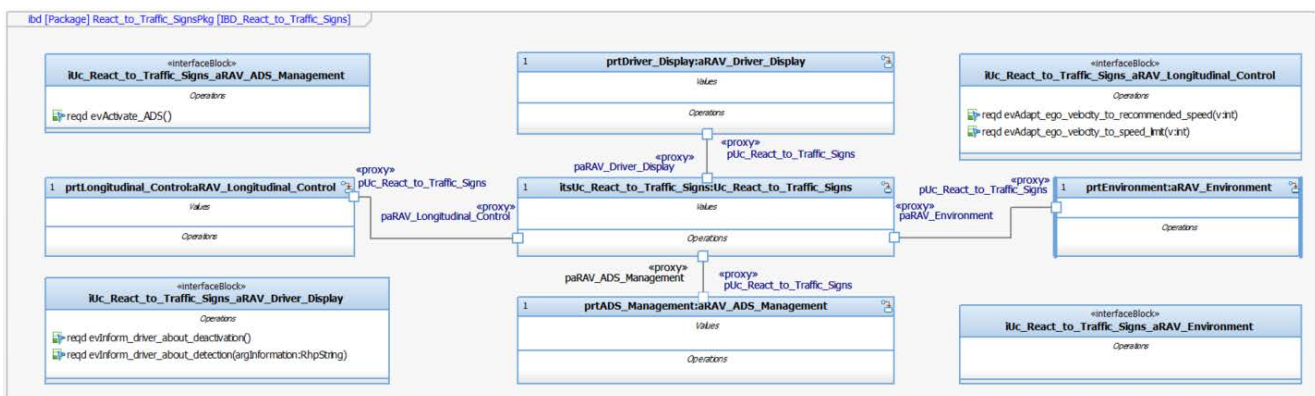 ibd [Package] React_to_Traffic_SignsPkg [IBD_React_to_Traffic_Signs]
«interfaceBlock»
iUc_React_to_Traffic_Signs_aRAV_ADS_Management
Operations
reqd evActivate_ADS()
1 prtDriver_Display:aRAV_Driver_Display
Values
Operations
«interfaceBlock»
iUc_React_to_Traffic_Signs_aRAV_Longitudinal_Control
Operations
reqd evAdapt_ego_velocity_to_recommended_speed(v:int)
reqd evAdapt_ego_velocity_to_speed_limit(v:int)
«proxy»
pUc_React_to_Traffic_Signs
«proxy»
paRAV_Driver_Display
1 prtLongitudinal_Control:aRAV_Longitudinal_Control
Values
Operations
«proxy»
pUc_React_to_Traffic_Signs
«proxy»
paRAV_Longitudinal_Control
1 itsUc_React_to_Traffic_Signs:Uc_React_to_Traffic_Signs
Values
Operations
«proxy»
pUc_React_to_Traffic_Signs
«proxy»
paRAV_Environment
1 prtEnvironment:aRAV_Environment
Operations
«proxy»
paRAV_ADS_Management
«proxy»
pUc_React_to_Traffic_Signs
«interfaceBlock»
iUc_React_to_Traffic_Signs_aRAV_Driver_Display
Operations
reqd evInform_driver_about_deactivation()
reqd evInform_driver_about_detection(argInformation:RhpString)
1 prtADS_Management:aRAV_ADS_Management
Values
Operations
«interfaceBlock»
iUc_React_to_Traffic_Signs_aRAV_Environment
Operations